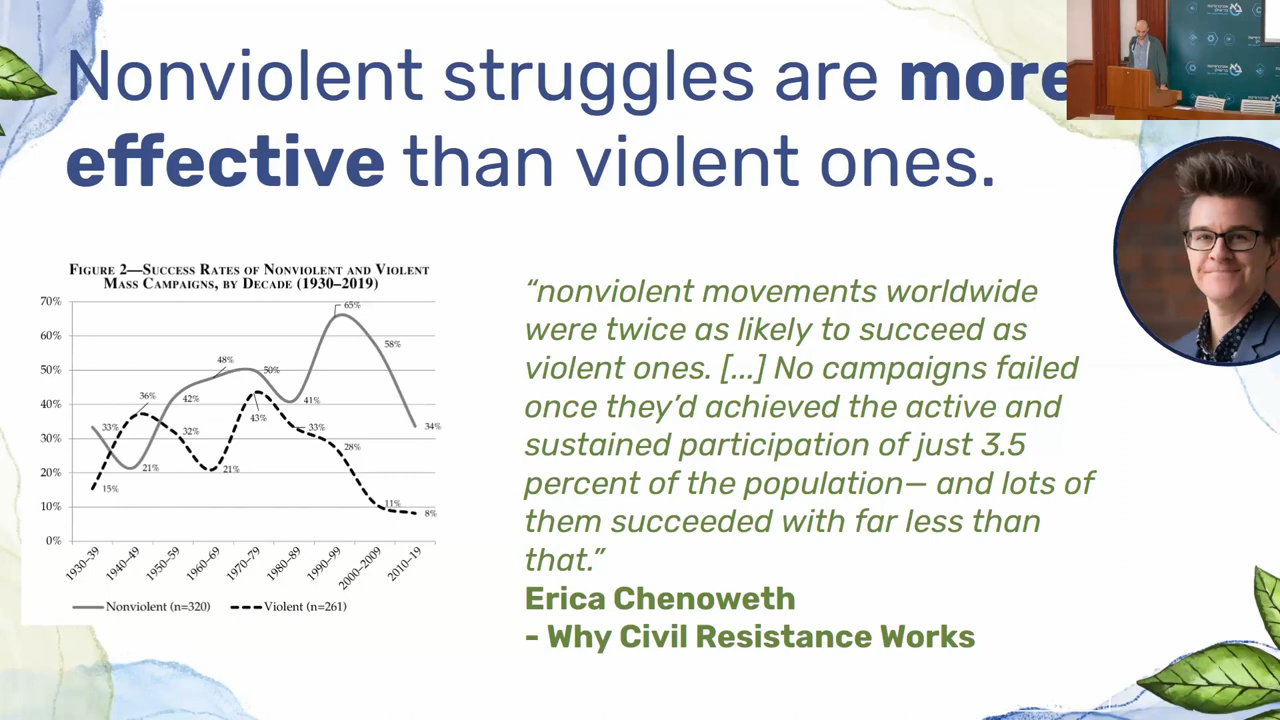 Nonviolent struggles are more
effective than violent ones.
FIGURE 2—SUCCESS RATES OF NONVIOLENT AND VIOLENT
MASS CAMPAIGNS, BY DECADE (1930–2019)
70%
60%
50%
40%
30%
20%
10%
0%
33%
21%
42%
48%
50%
41%
65%
58%
34%
15%
36%
32%
21%
43%
33%
28%
11%
8%
1930–39
1940–49
1950–59
1960–69
1970–79
1980–89
1990–99
2000–2009
2010–19
Nonviolent (n=320)
Violent (n=261)
“nonviolent movements worldwide
were twice as likely to succeed as
violent ones. [...] No campaigns failed
once they’d achieved the active and
sustained participation of just 3.5
percent of the population— and lots of
them succeeded with far less than
that.”
Erica Chenoweth
- Why Civil Resistance Works